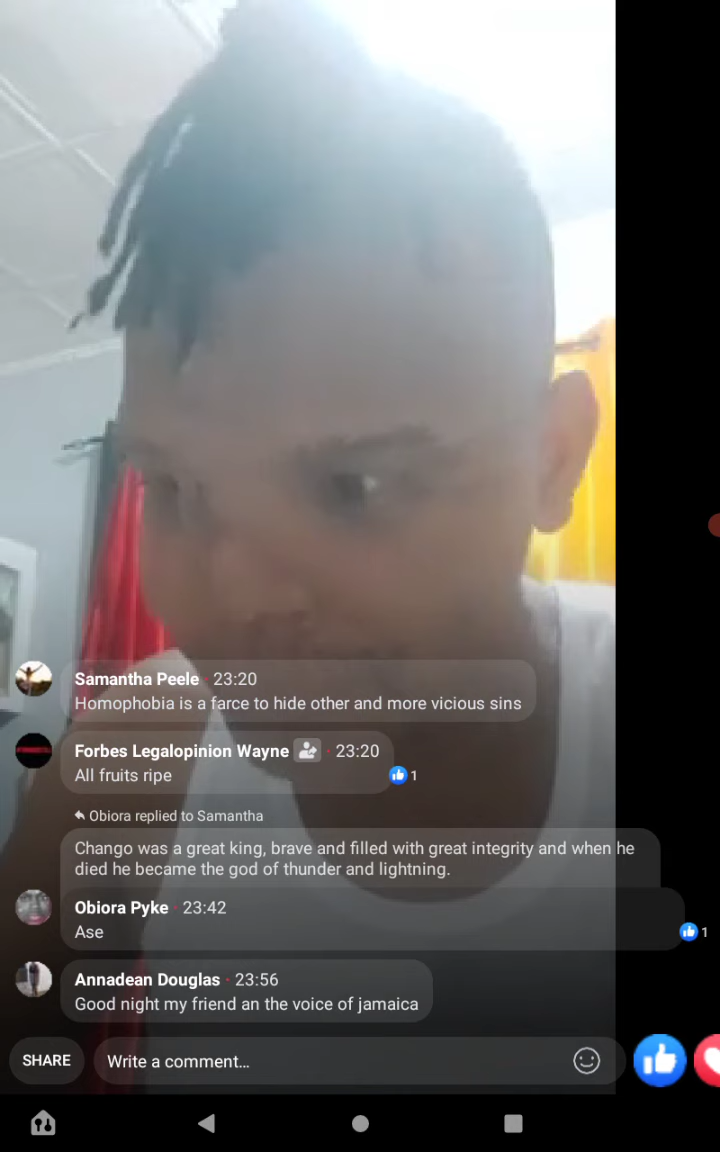 Samantha Peele · 23:20
Homophobia is a farce to hide other and more vicious sins
Forbes Legalopinion Wayne · 23:20
All fruits ripe
1
Obiora replied to Samantha
Chango was a great king, brave and filled with great integrity and when he
died he became the god of thunder and lightning.
Obiora Pyke · 23:42
Ase
1
Annadean Douglas · 23:56
Good night my friend an the voice of jamaica
SHARE
Write a comment...